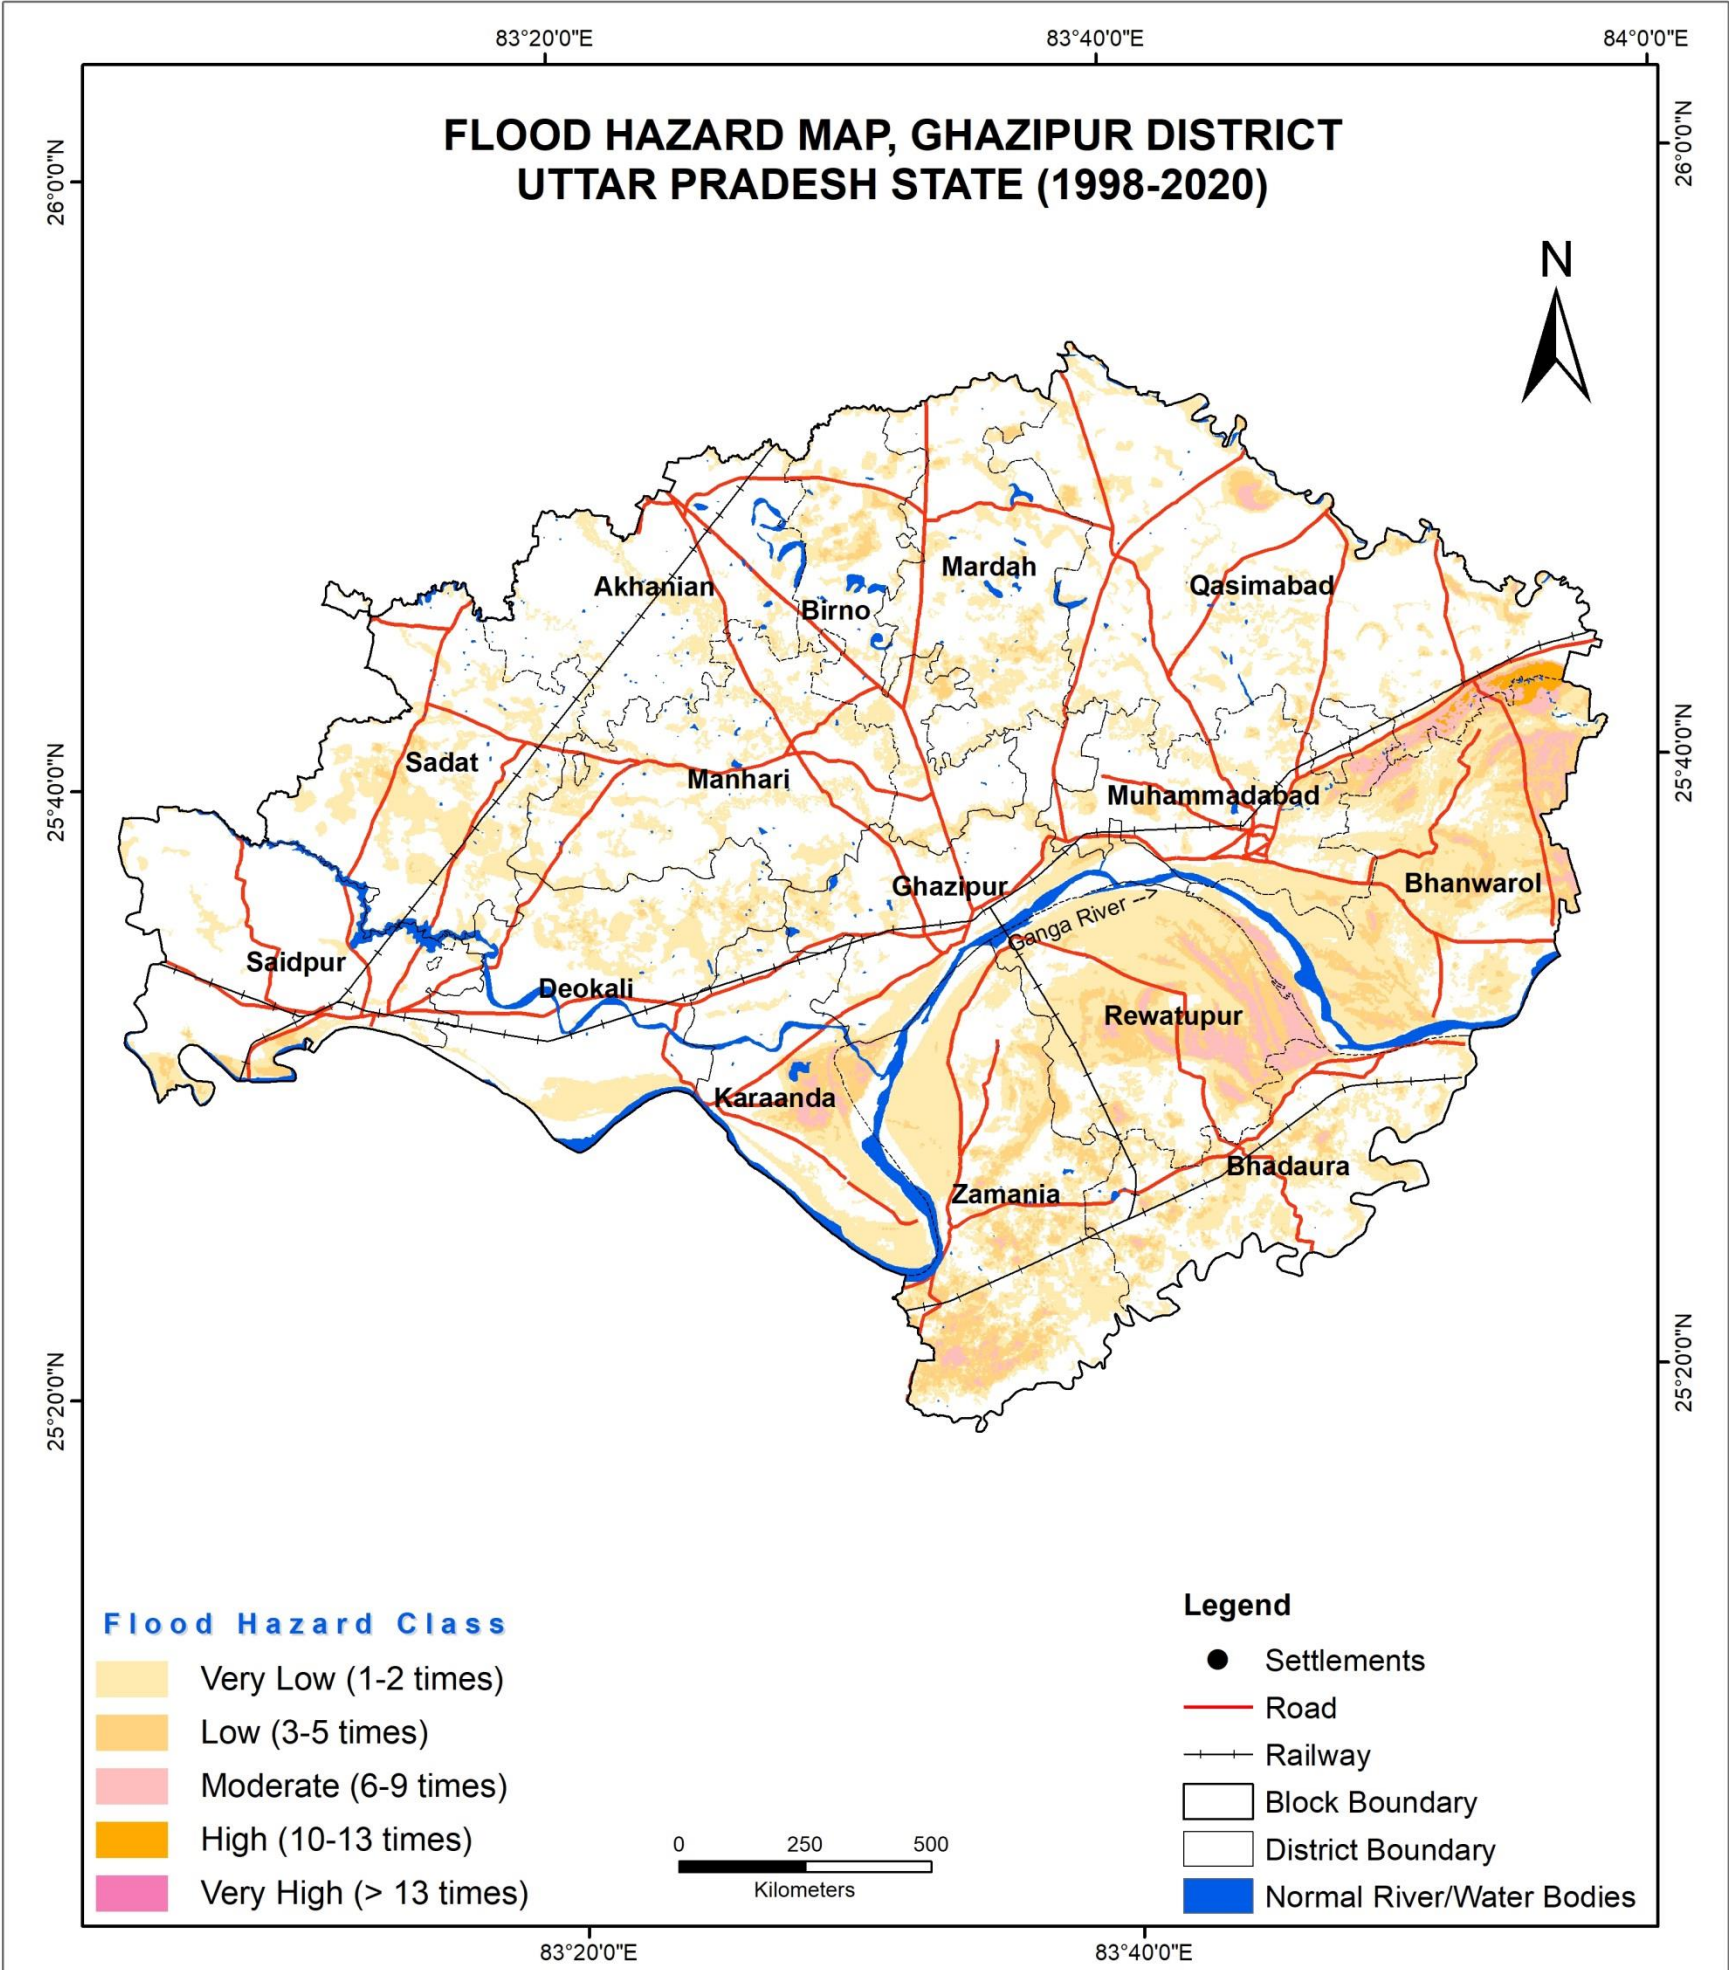 83°20'0"E
83°40'0"E
84°0'0"E
26°0'0"N
26°0'0"N
FLOOD HAZARD MAP, GHAZIPUR DISTRICT
UTTAR PRADESH STATE (1998-2020)
N
Akhanian
Birno
Mardah
Qasimabad
25°40'0"N
25°40'0"N
Sadat
Manhari
Muhammadabad
Ghazipur
Bhanwarol
Ganga River -->
Saidpur
Deokali
Rewatupur
Karaanda
Zamania
Bhadaura
25°20'0"N
25°20'0"N
Flood Hazard Class
Very Low (1-2 times)
Low (3-5 times)
Moderate (6-9 times)
High (10-13 times)
Very High (> 13 times)
0 250 500
Kilometers
Legend
Settlements
Road
Railway
Block Boundary
District Boundary
Normal River/Water Bodies
83°20'0"E
83°40'0"E